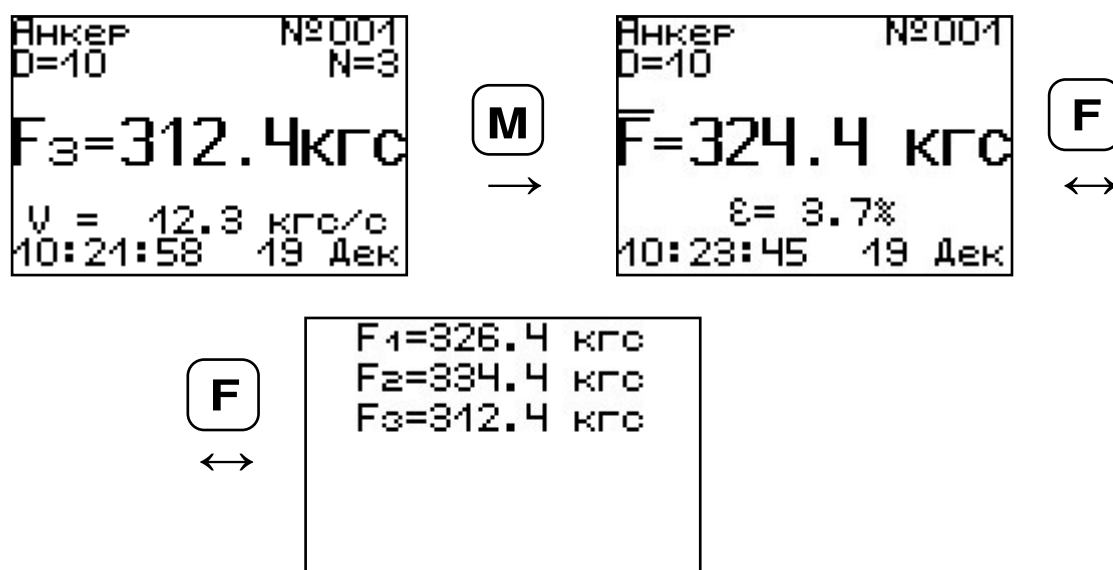 Анкер №001
D=10 N=3
F₃=312.4кгс
V = 12.3 кгс/с
10:21:58 19 Дек
M
→
Анкер №001
D=10
F̅=324.4 кгс
ε= 3.7%
10:23:45 19 Дек
F
↔
F
↔
F₁=326.4 кгс
F₂=334.4 кгс
F₃=312.4 кгс